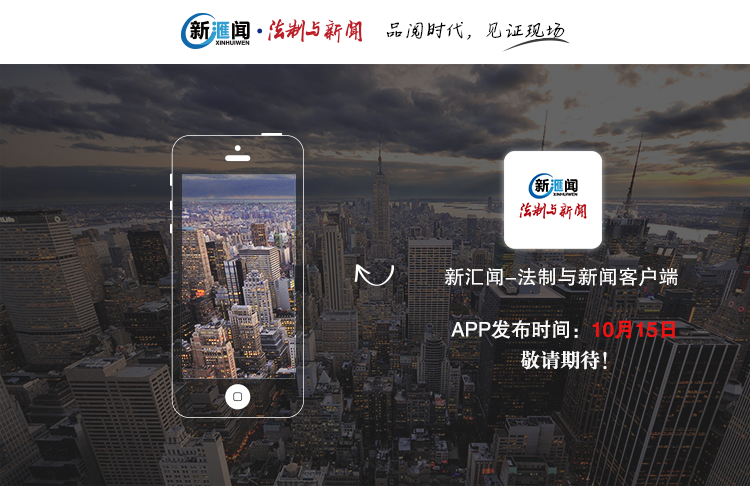 新滙闻
XINHUIWEN
·法制与新闻
品阅时代，见证现场
新滙闻
XINHUIWEN
法制与新闻
新汇闻-法制与新闻客户端
APP发布时间：10月15日
敬请期待！